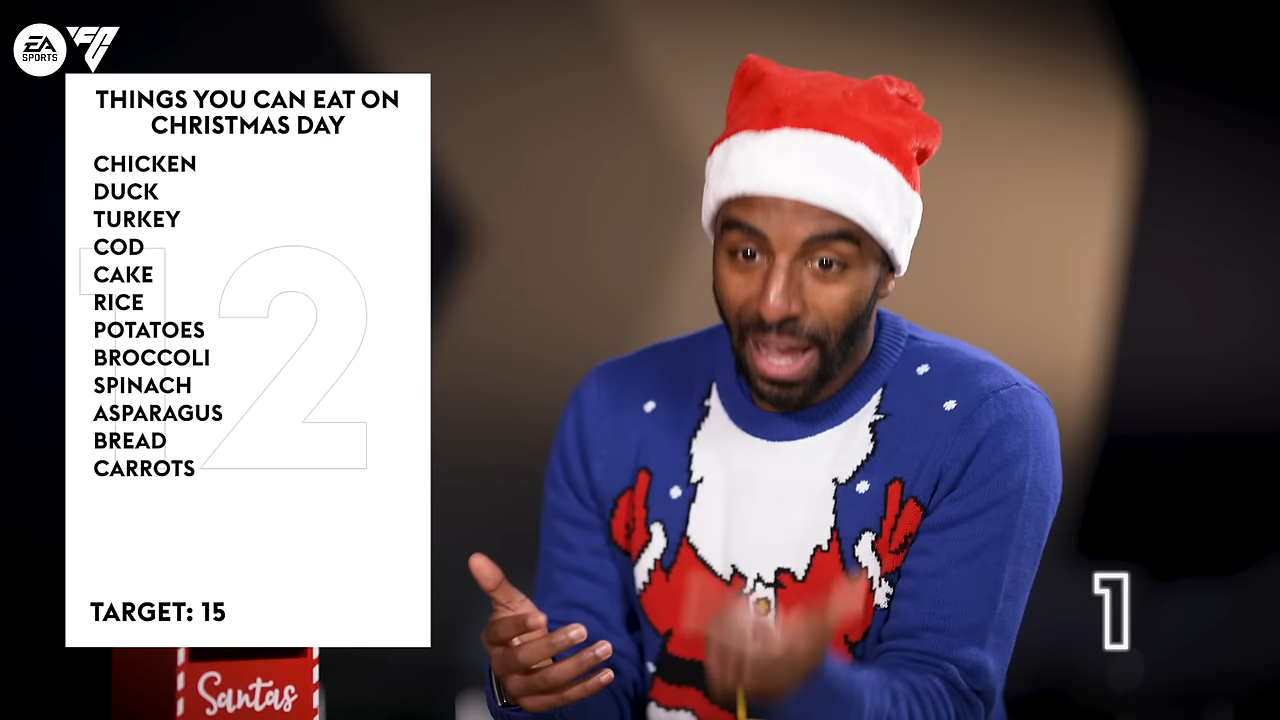 EA
SPORTS
FC
THINGS YOU CAN EAT ON
CHRISTMAS DAY
CHICKEN
DUCK
TURKEY
COD
CAKE
RICE
POTATOES
BROCCOLI
SPINACH
ASPARAGUS
BREAD
CARROTS
12
TARGET: 15
Santas
1